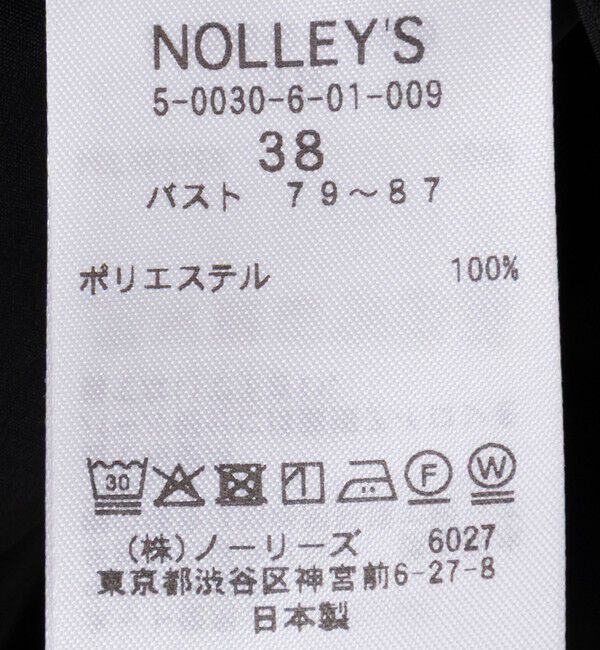 NOLLEY'S
5-0030-6-01-009
38
バスト 79～87
ポリエステル 100%
30 F W
(株)ノーリーズ 6027
東京都渋谷区神宮前6-27-8
日本製